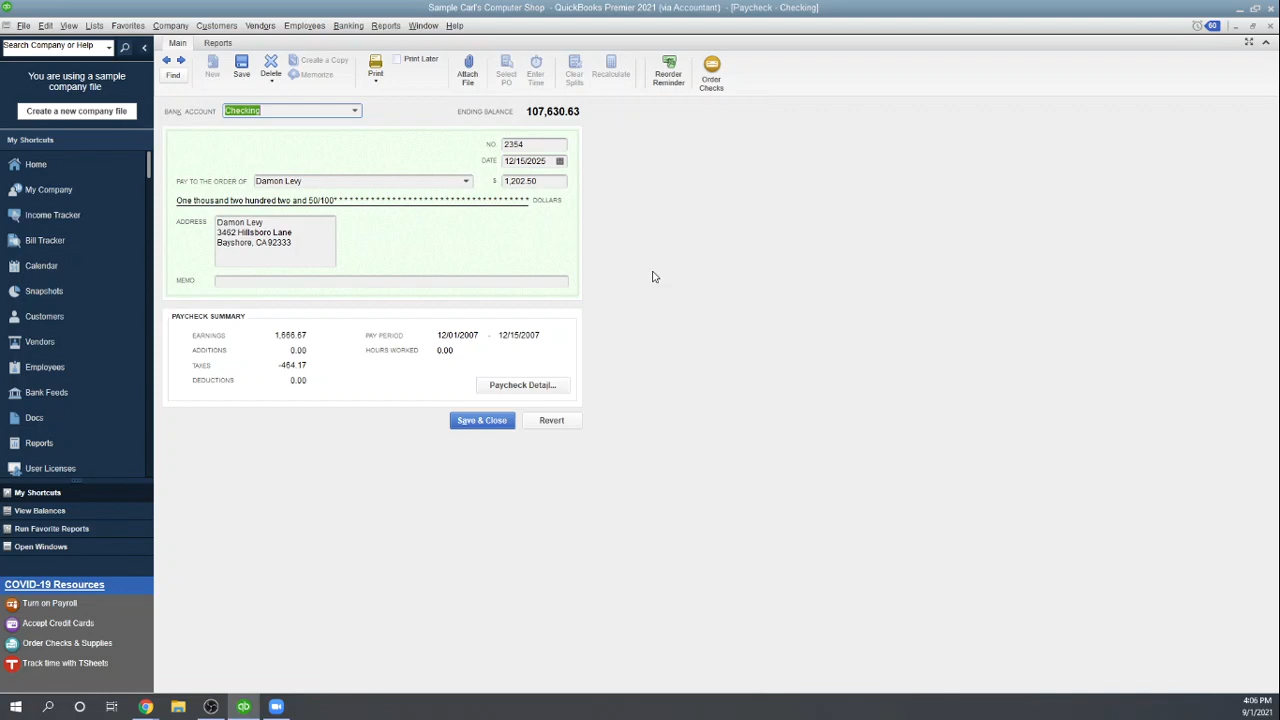 Sample Carl's Computer Shop - QuickBooks Premier 2021 (via Accountant) - [Paycheck - Checking]
File Edit View Lists Favorites Company Customers Vendors Employees Banking Reports Window Help
60
Search Company or Help
You are using a sample
company file
Create a new company file
My Shortcuts
Home
My Company
Income Tracker
Bill Tracker
Calendar
Snapshots
Customers
Vendors
Employees
Bank Feeds
Docs
Reports
User Licenses
My Shortcuts
View Balances
Run Favorite Reports
Open Windows
COVID-19 Resources
Turn on Payroll
Accept Credit Cards
Order Checks & Supplies
Track time with TSheets
Main Reports
Find
New
Save
Delete
Create a Copy
Memorize
Print
Print Later
Attach
File
Select
PO
Enter
Time
Clear
Splits
Recalculate
Reorder
Reminder
Order
Checks
BANK ACCOUNT Checking ENDING BALANCE 107,630.63
NO. 2354
DATE 12/15/2025
PAY TO THE ORDER OF Damon Levy $ 1,202.50
One thousand two hundred two and 50/100* * * * * * * * * * * * * * * * * * * * * * * * * * * * * * * * * * DOLLARS
ADDRESS
Damon Levy
3462 Hillsboro Lane
Bayshore, CA 92333
MEMO
PAYCHECK SUMMARY
EARNINGS 1,666.67 PAY PERIOD 12/01/2007 - 12/15/2007
ADDITIONS 0.00 HOURS WORKED 0.00
TAXES -464.17
DEDUCTIONS 0.00
Paycheck Detail...
Save & Close Revert
4:06 PM
9/1/2021